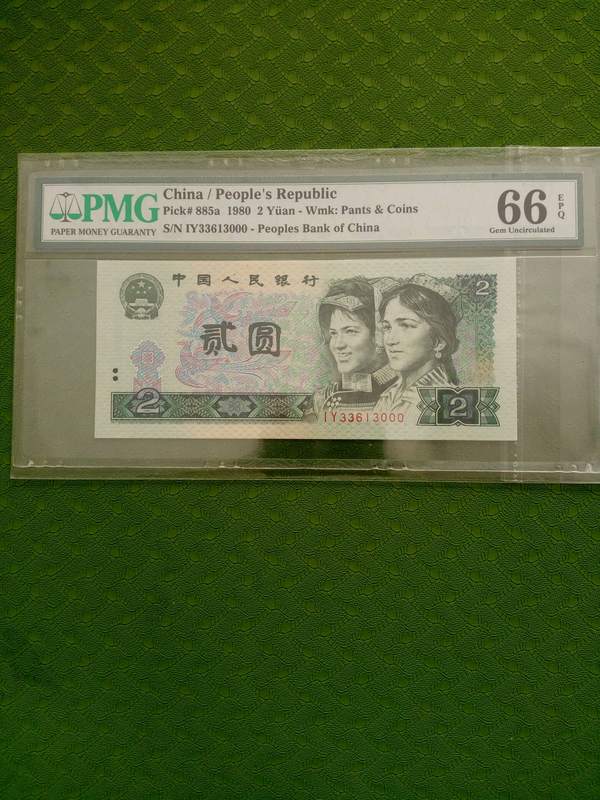 PMG
PAPER MONEY GUARANTY
China / People's Republic
Pick# 885a 1980 2 Yüan - Wmk: Pants & Coins
S/N IY33613000 - Peoples Bank of China
66 EPQ
Gem Uncirculated
中国人民银行
贰圆
2
2
2
IY33613000